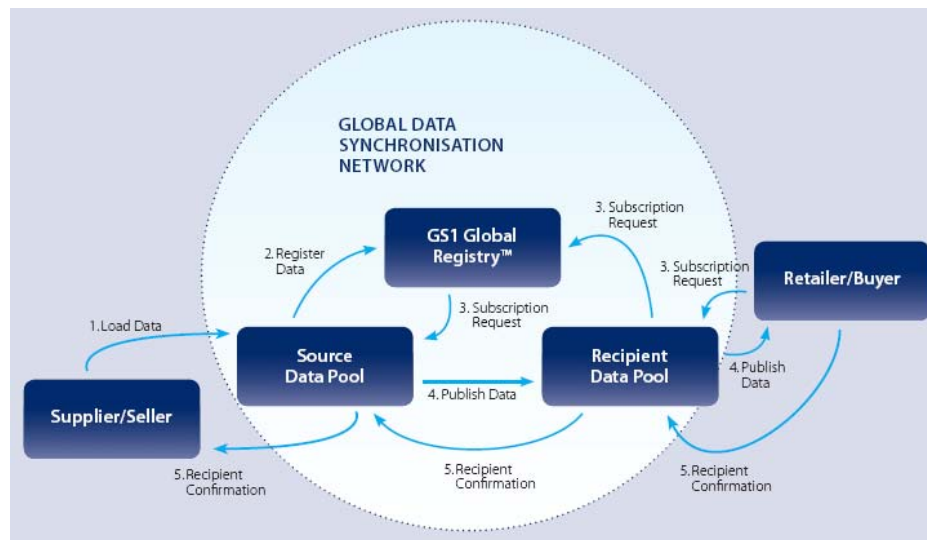 GLOBAL DATA
SYNCHRONISATION
NETWORK
3. Subscription
Request
GS1 Global
Registry™
2. Register
Data
3. Subscription
Request
Retailer/Buyer
3. Subscription
Request
1. Load Data
Source
Data Pool
Recipient
Data Pool
4. Publish Data
4. Publish
Data
Supplier/Seller
5. Recipient
Confirmation
5. Recipient
Confirmation
5. Recipient
Confirmation